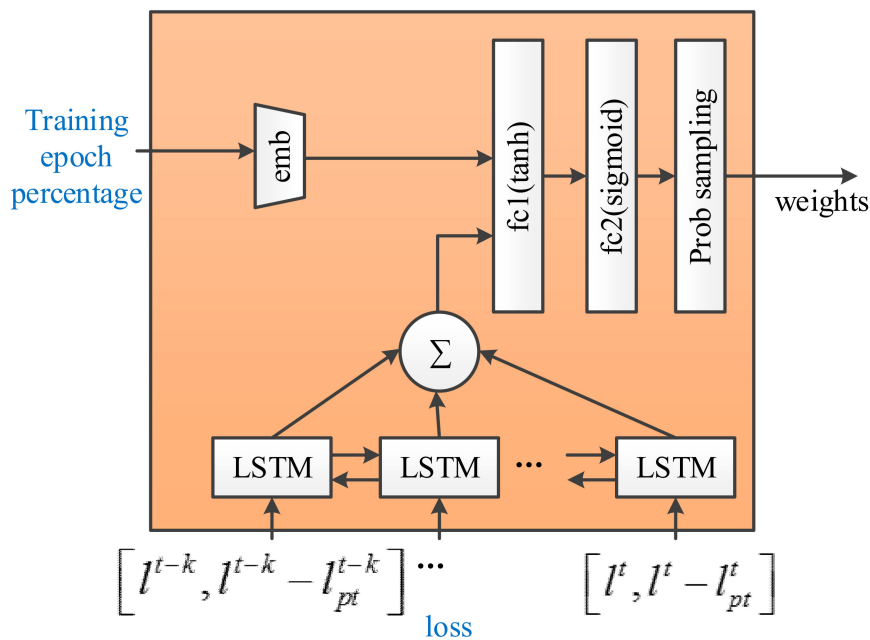 Training
epoch
percentage
emb
fc1(tanh)
fc2(sigmoid)
Prob sampling
weights
Σ
LSTM
LSTM
...
LSTM
[l^{t-k}, l^{t-k} - l_{pt}^{t-k}]
...
[l^t, l^t - l_{pt}^t]
loss